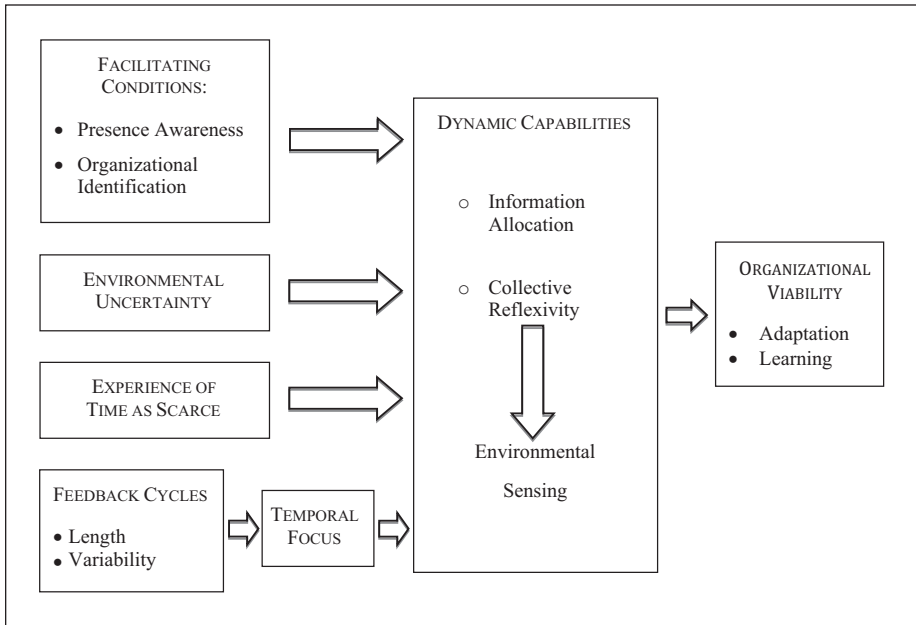 FACILITATING
CONDITIONS:
• Presence Awareness
• Organizational
Identification
ENVIRONMENTAL
UNCERTAINTY
EXPERIENCE OF
TIME AS SCARCE
FEEDBACK CYCLES
• Length
• Variability
TEMPORAL
FOCUS
DYNAMIC CAPABILITIES
o Information
Allocation
o Collective
Reflexivity
Environmental
Sensing
ORGANIZATIONAL
VIABILITY
• Adaptation
• Learning